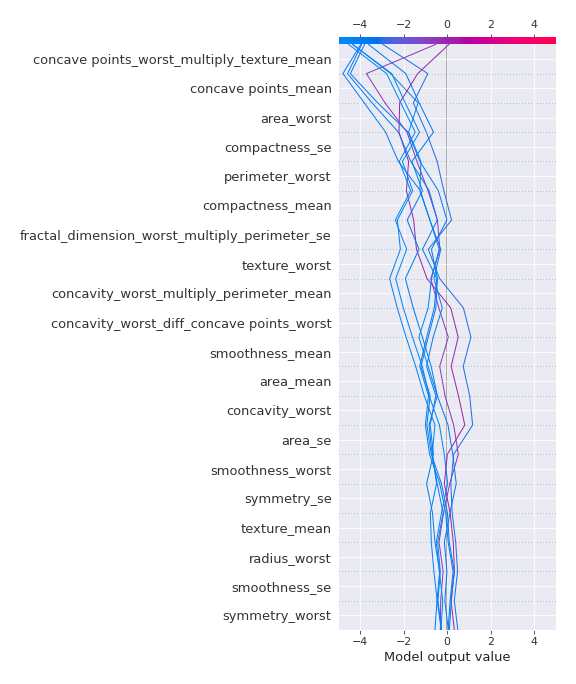 −4 −2 0 2 4
concave points_worst_multiply_texture_mean
concave points_mean
area_worst
compactness_se
perimeter_worst
compactness_mean
fractal_dimension_worst_multiply_perimeter_se
texture_worst
concavity_worst_multiply_perimeter_mean
concavity_worst_diff_concave points_worst
smoothness_mean
area_mean
concavity_worst
area_se
smoothness_worst
symmetry_se
texture_mean
radius_worst
smoothness_se
symmetry_worst
−4 −2 0 2 4
Model output value